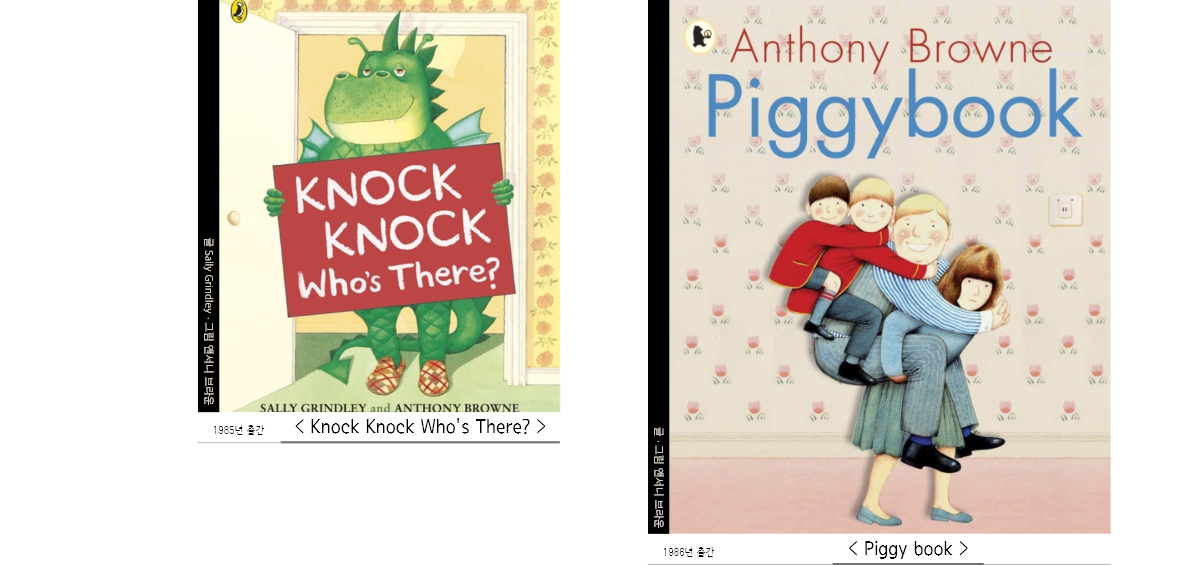 KNOCK
KNOCK
Who's There?
SALLY GRINDLEY and ANTHONY BROWNE
글 Sally Grindley · 그림 앤서니 브라운
1985년 출간
< Knock Knock Who's There? >
Anthony Browne
Piggybook
글 · 그림 앤서니 브라운
1986년 출간
< Piggy book >